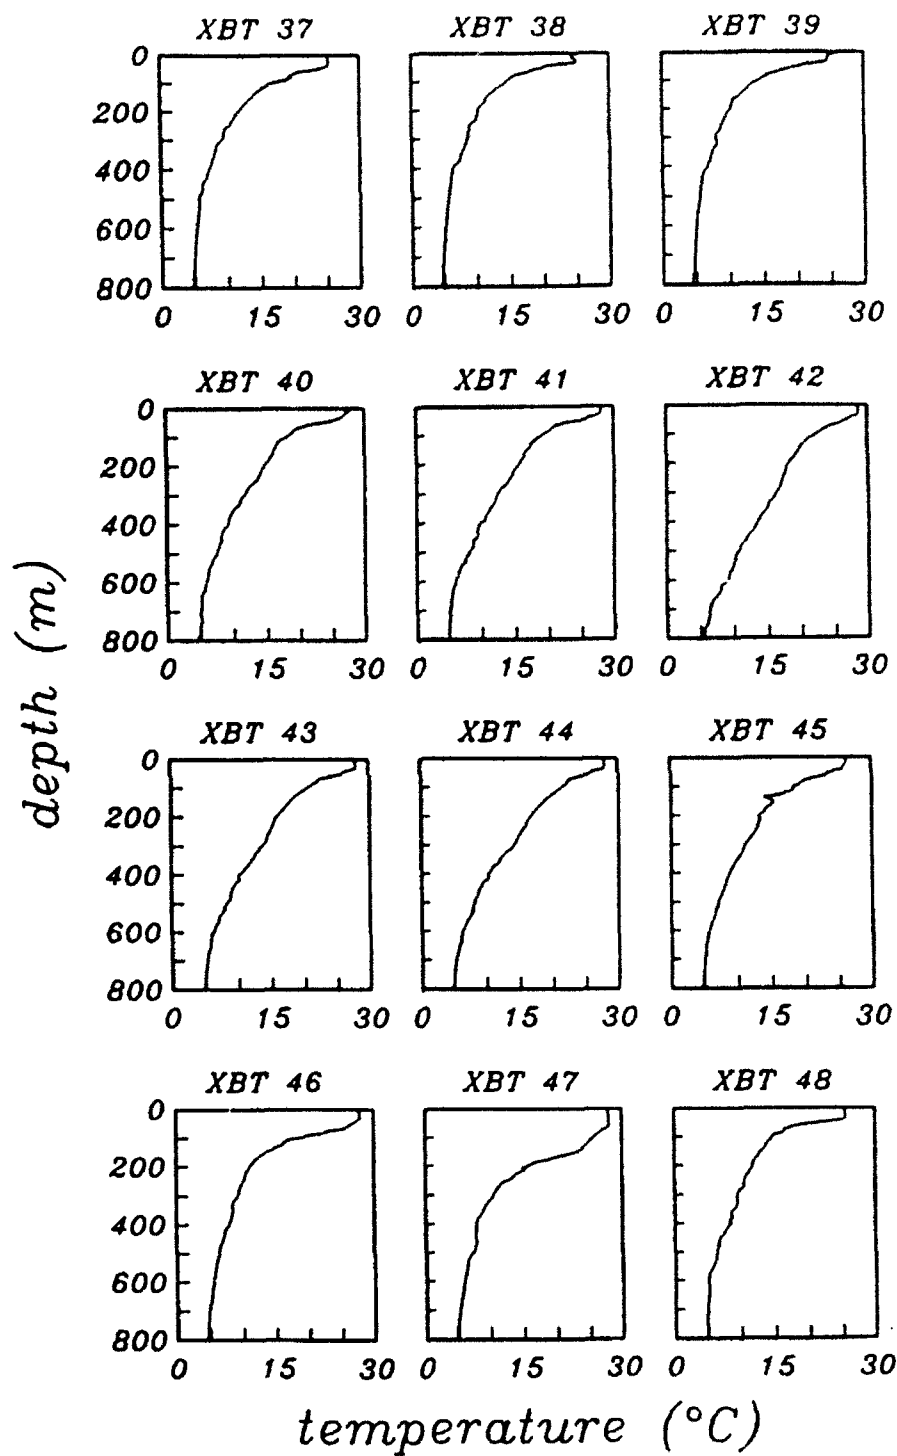 XBT 37 XBT 38 XBT 39
0
200
400
600
800
0 15 30 0 15 30 0 15 30
XBT 40 XBT 41 XBT 42
0
200
400
600
800
0 15 30 0 15 30 0 15 30
depth (m)
XBT 43 XBT 44 XBT 45
0
200
400
600
800
0 15 30 0 15 30 0 15 30
XBT 46 XBT 47 XBT 48
0
200
400
600
800
0 15 30 0 15 30 0 15 30
temperature (°C)